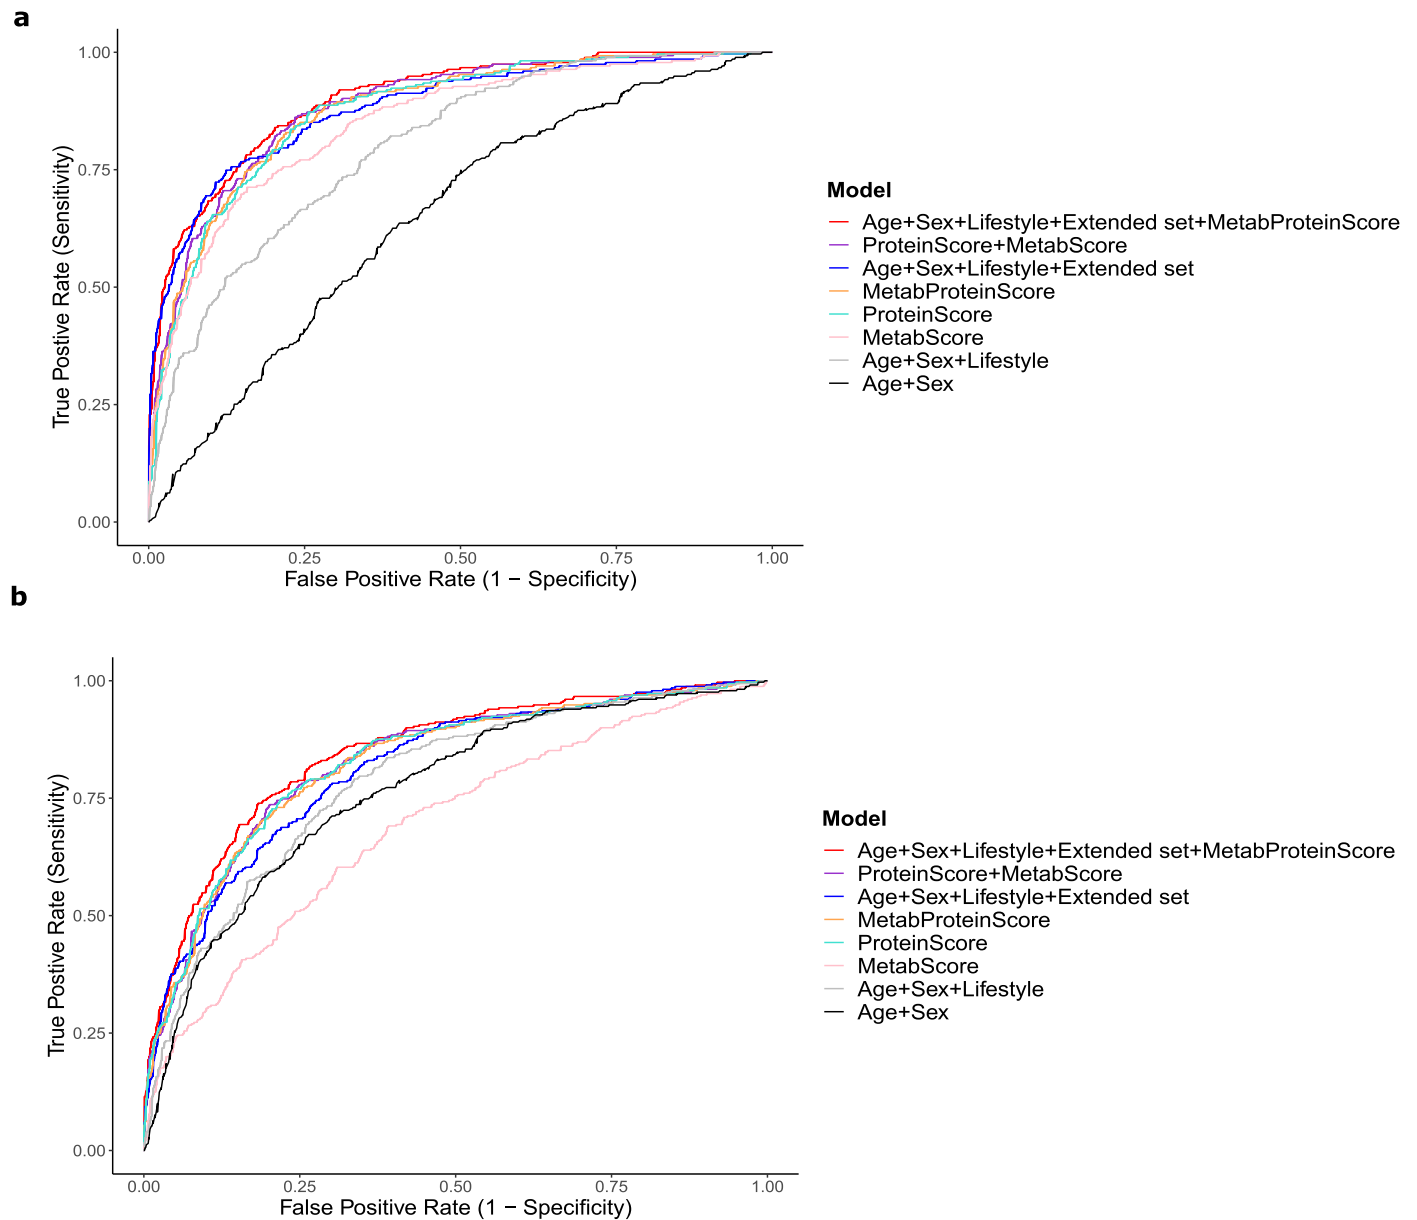 a
1.00
0.75
0.50
0.25
0.00
True Postive Rate (Sensitivity)
0.00 0.25 0.50 0.75 1.00
False Positive Rate (1 − Specificity)
Model
Age+Sex+Lifestyle+Extended set+MetabProteinScore
ProteinScore+MetabScore
Age+Sex+Lifestyle+Extended set
MetabProteinScore
ProteinScore
MetabScore
Age+Sex+Lifestyle
Age+Sex
b
1.00
0.75
0.50
0.25
0.00
True Postive Rate (Sensitivity)
0.00 0.25 0.50 0.75 1.00
False Positive Rate (1 − Specificity)
Model
Age+Sex+Lifestyle+Extended set+MetabProteinScore
ProteinScore+MetabScore
Age+Sex+Lifestyle+Extended set
MetabProteinScore
ProteinScore
MetabScore
Age+Sex+Lifestyle
Age+Sex